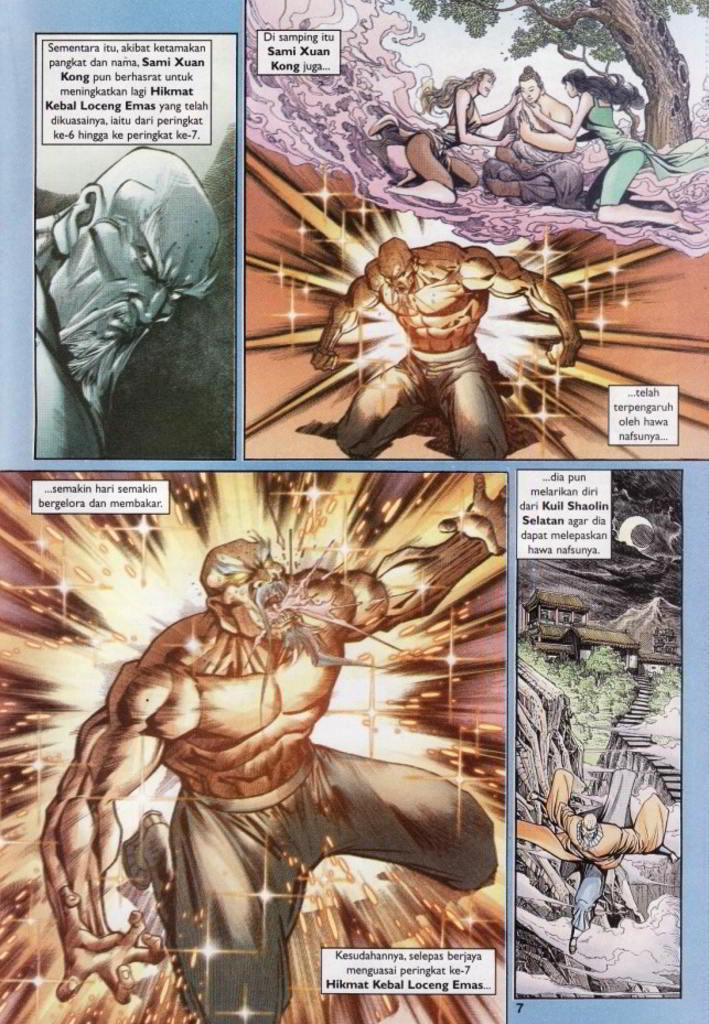 Sementara itu, akibat ketamakan
pangkat dan nama, Sami Xuan
Kong pun berhasrat untuk
meningkatkan lagi Hikmat
Kebal Loceng Emas yang telah
dikuasainya, iaitu dari peringkat
ke-6 hingga ke peringkat ke-7.
Di samping itu
Sami Xuan
Kong juga...
...telah
terpengaruh
oleh hawa
nafsunya...
...semakin hari semakin
bergelora dan membakar.
Kesudahannya, selepas berjaya
menguasai peringkat ke-7
Hikmat Kebal Loceng Emas...
...dia pun
melarikan diri
dari Kuil Shaolin
Selatan agar dia
dapat melepaskan
hawa nafsunya.
7